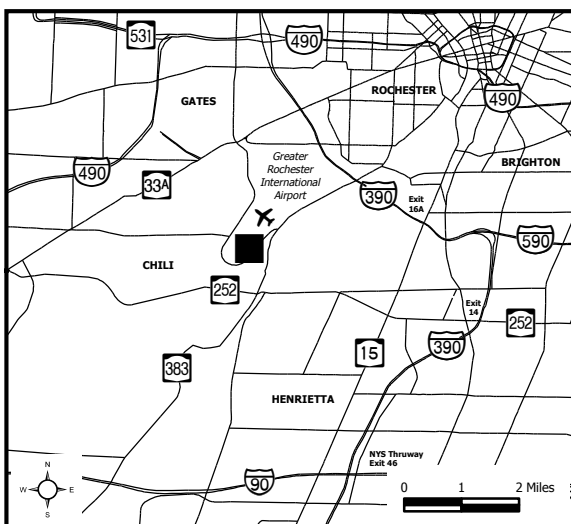 531
490
GATES
ROCHESTER
490
490
33A
Greater
Rochester
International
Airport
BRIGHTON
390
Exit
16A
590
CHILI
252
Exit
14
252
15
390
383
HENRIETTA
NYS Thruway
Exit 46
90
N
W
E
S
0
1
2 Miles